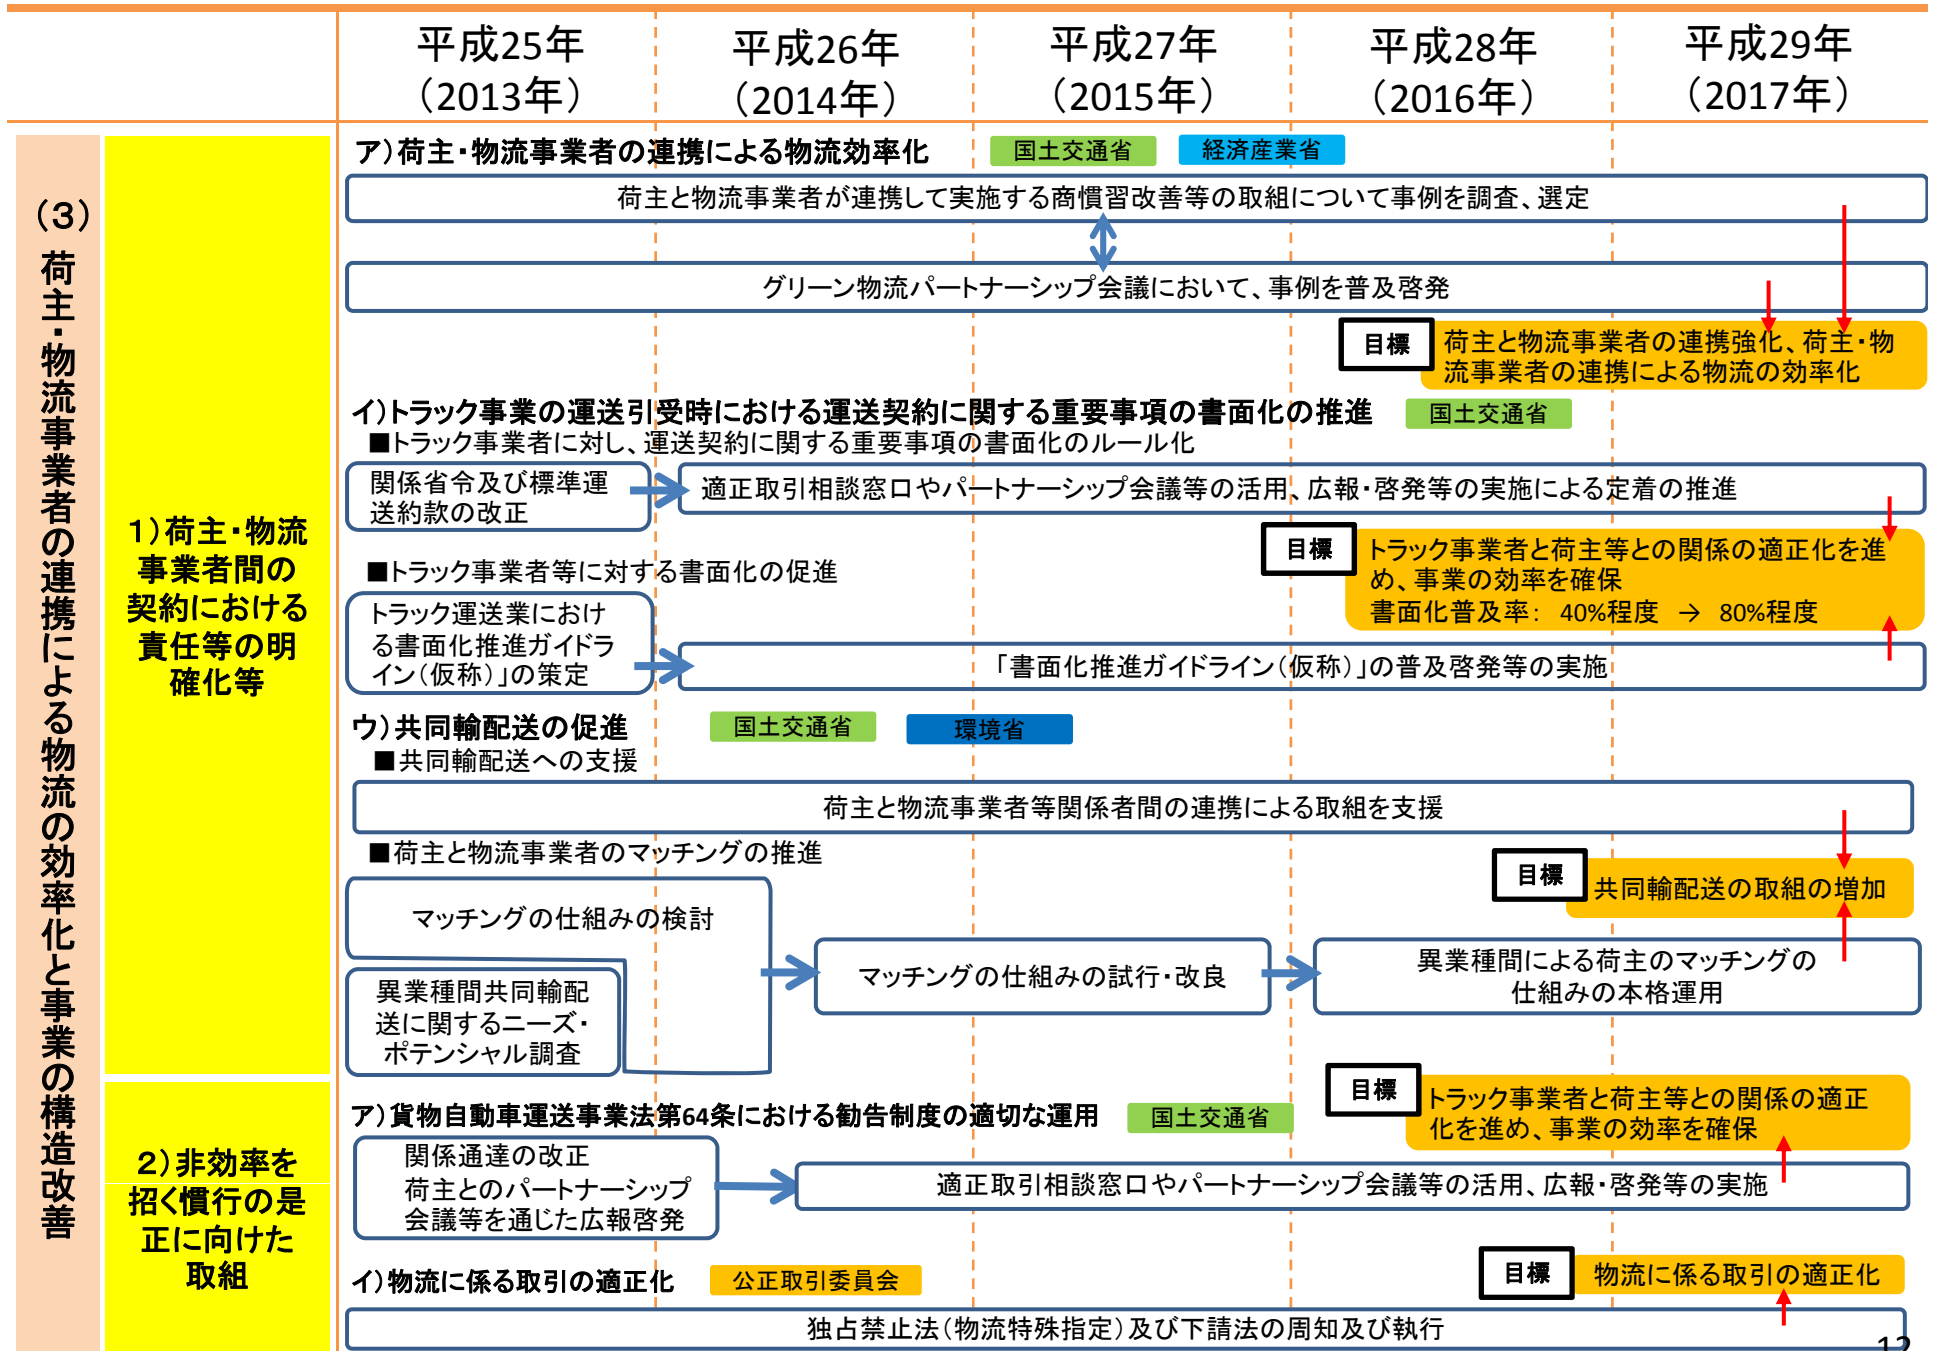 平成25年
（2013年）
平成26年
（2014年）
平成27年
（2015年）
平成28年
（2016年）
平成29年
（2017年）
（3）荷主・物流事業者の連携による物流の効率化と事業の構造改善
1）荷主・物流
事業者間の
契約における
責任等の明
確化等
ア）荷主・物流事業者の連携による物流効率化
国土交通省
経済産業省
荷主と物流事業者が連携して実施する商慣習改善等の取組について事例を調査、選定
グリーン物流パートナーシップ会議において、事例を普及啓発
目標
荷主と物流事業者の連携強化、荷主・物
流事業者の連携による物流の効率化
イ）トラック事業の運送引受時における運送契約に関する重要事項の書面化の推進
国土交通省
■トラック事業者に対し、運送契約に関する重要事項の書面化のルール化
関係省令及び標準運
送約款の改正
適正取引相談窓口やパートナーシップ会議等の活用、広報・啓発等の実施による定着の推進
目標
トラック事業者と荷主等との関係の適正化を進
め、事業の効率を確保
書面化普及率： 40%程度 → 80%程度
■トラック事業者等に対する書面化の促進
トラック運送業におけ
る書面化推進ガイドラ
イン（仮称）」の策定
「書面化推進ガイドライン（仮称）」の普及啓発等の実施
ウ）共同輸配送の促進
国土交通省
環境省
■共同輸配送への支援
荷主と物流事業者等関係者間の連携による取組を支援
■荷主と物流事業者のマッチングの推進
目標
共同輸配送の取組の増加
マッチングの仕組みの検討
異業種間共同輸配
送に関するニーズ・
ポテンシャル調査
マッチングの仕組みの試行・改良
異業種間による荷主のマッチングの
仕組みの本格運用
2）非効率を
招く慣行の是
正に向けた
取組
ア）貨物自動車運送事業法第64条における勧告制度の適切な運用
国土交通省
目標
トラック事業者と荷主等との関係の適正
化を進め、事業の効率を確保
関係通達の改正
荷主とのパートナーシップ
会議等を通じた広報啓発
適正取引相談窓口やパートナーシップ会議等の活用、広報・啓発等の実施
イ）物流に係る取引の適正化
公正取引委員会
目標
物流に係る取引の適正化
独占禁止法（物流特殊指定）及び下請法の周知及び執行
12